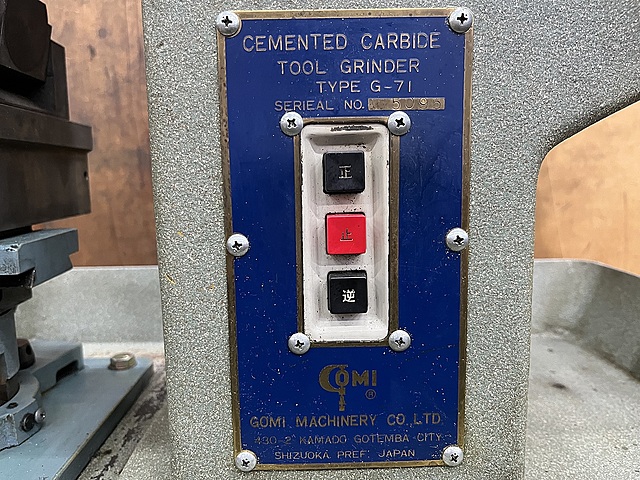 CEMENTED CARBIDE
TOOL GRINDER
TYPE G-71
SERIEAL NO.
正
止
逆
GOMI
®
GOMI MACHINERY CO., LTD.
KAMADO GOTEMBA-CITY
SHIZUOKA PREF. JAPAN